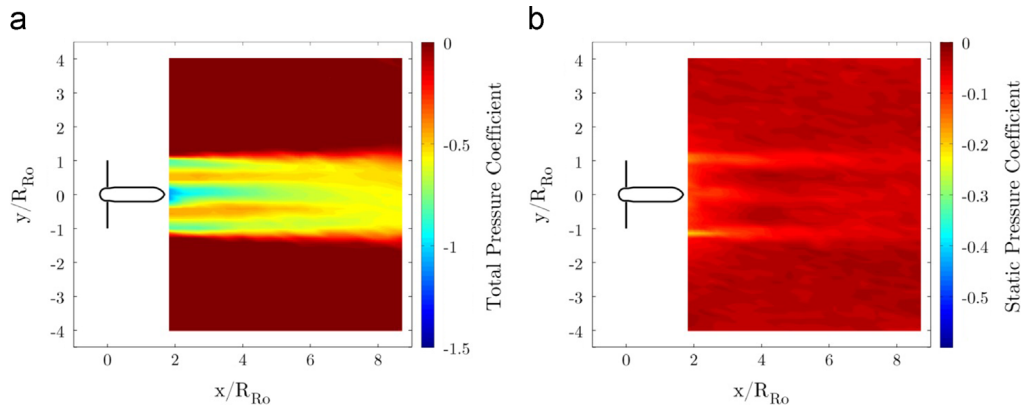 a
4
3
2
1
0
-1
-2
-3
-4
y/R_Ro
0 2 4 6 8
x/R_Ro
0
-0.5
-1
-1.5
Total Pressure Coefficient
b
4
3
2
1
0
-1
-2
-3
-4
y/R_Ro
0 2 4 6 8
x/R_Ro
0
-0.1
-0.2
-0.3
-0.4
-0.5
Static Pressure Coefficient